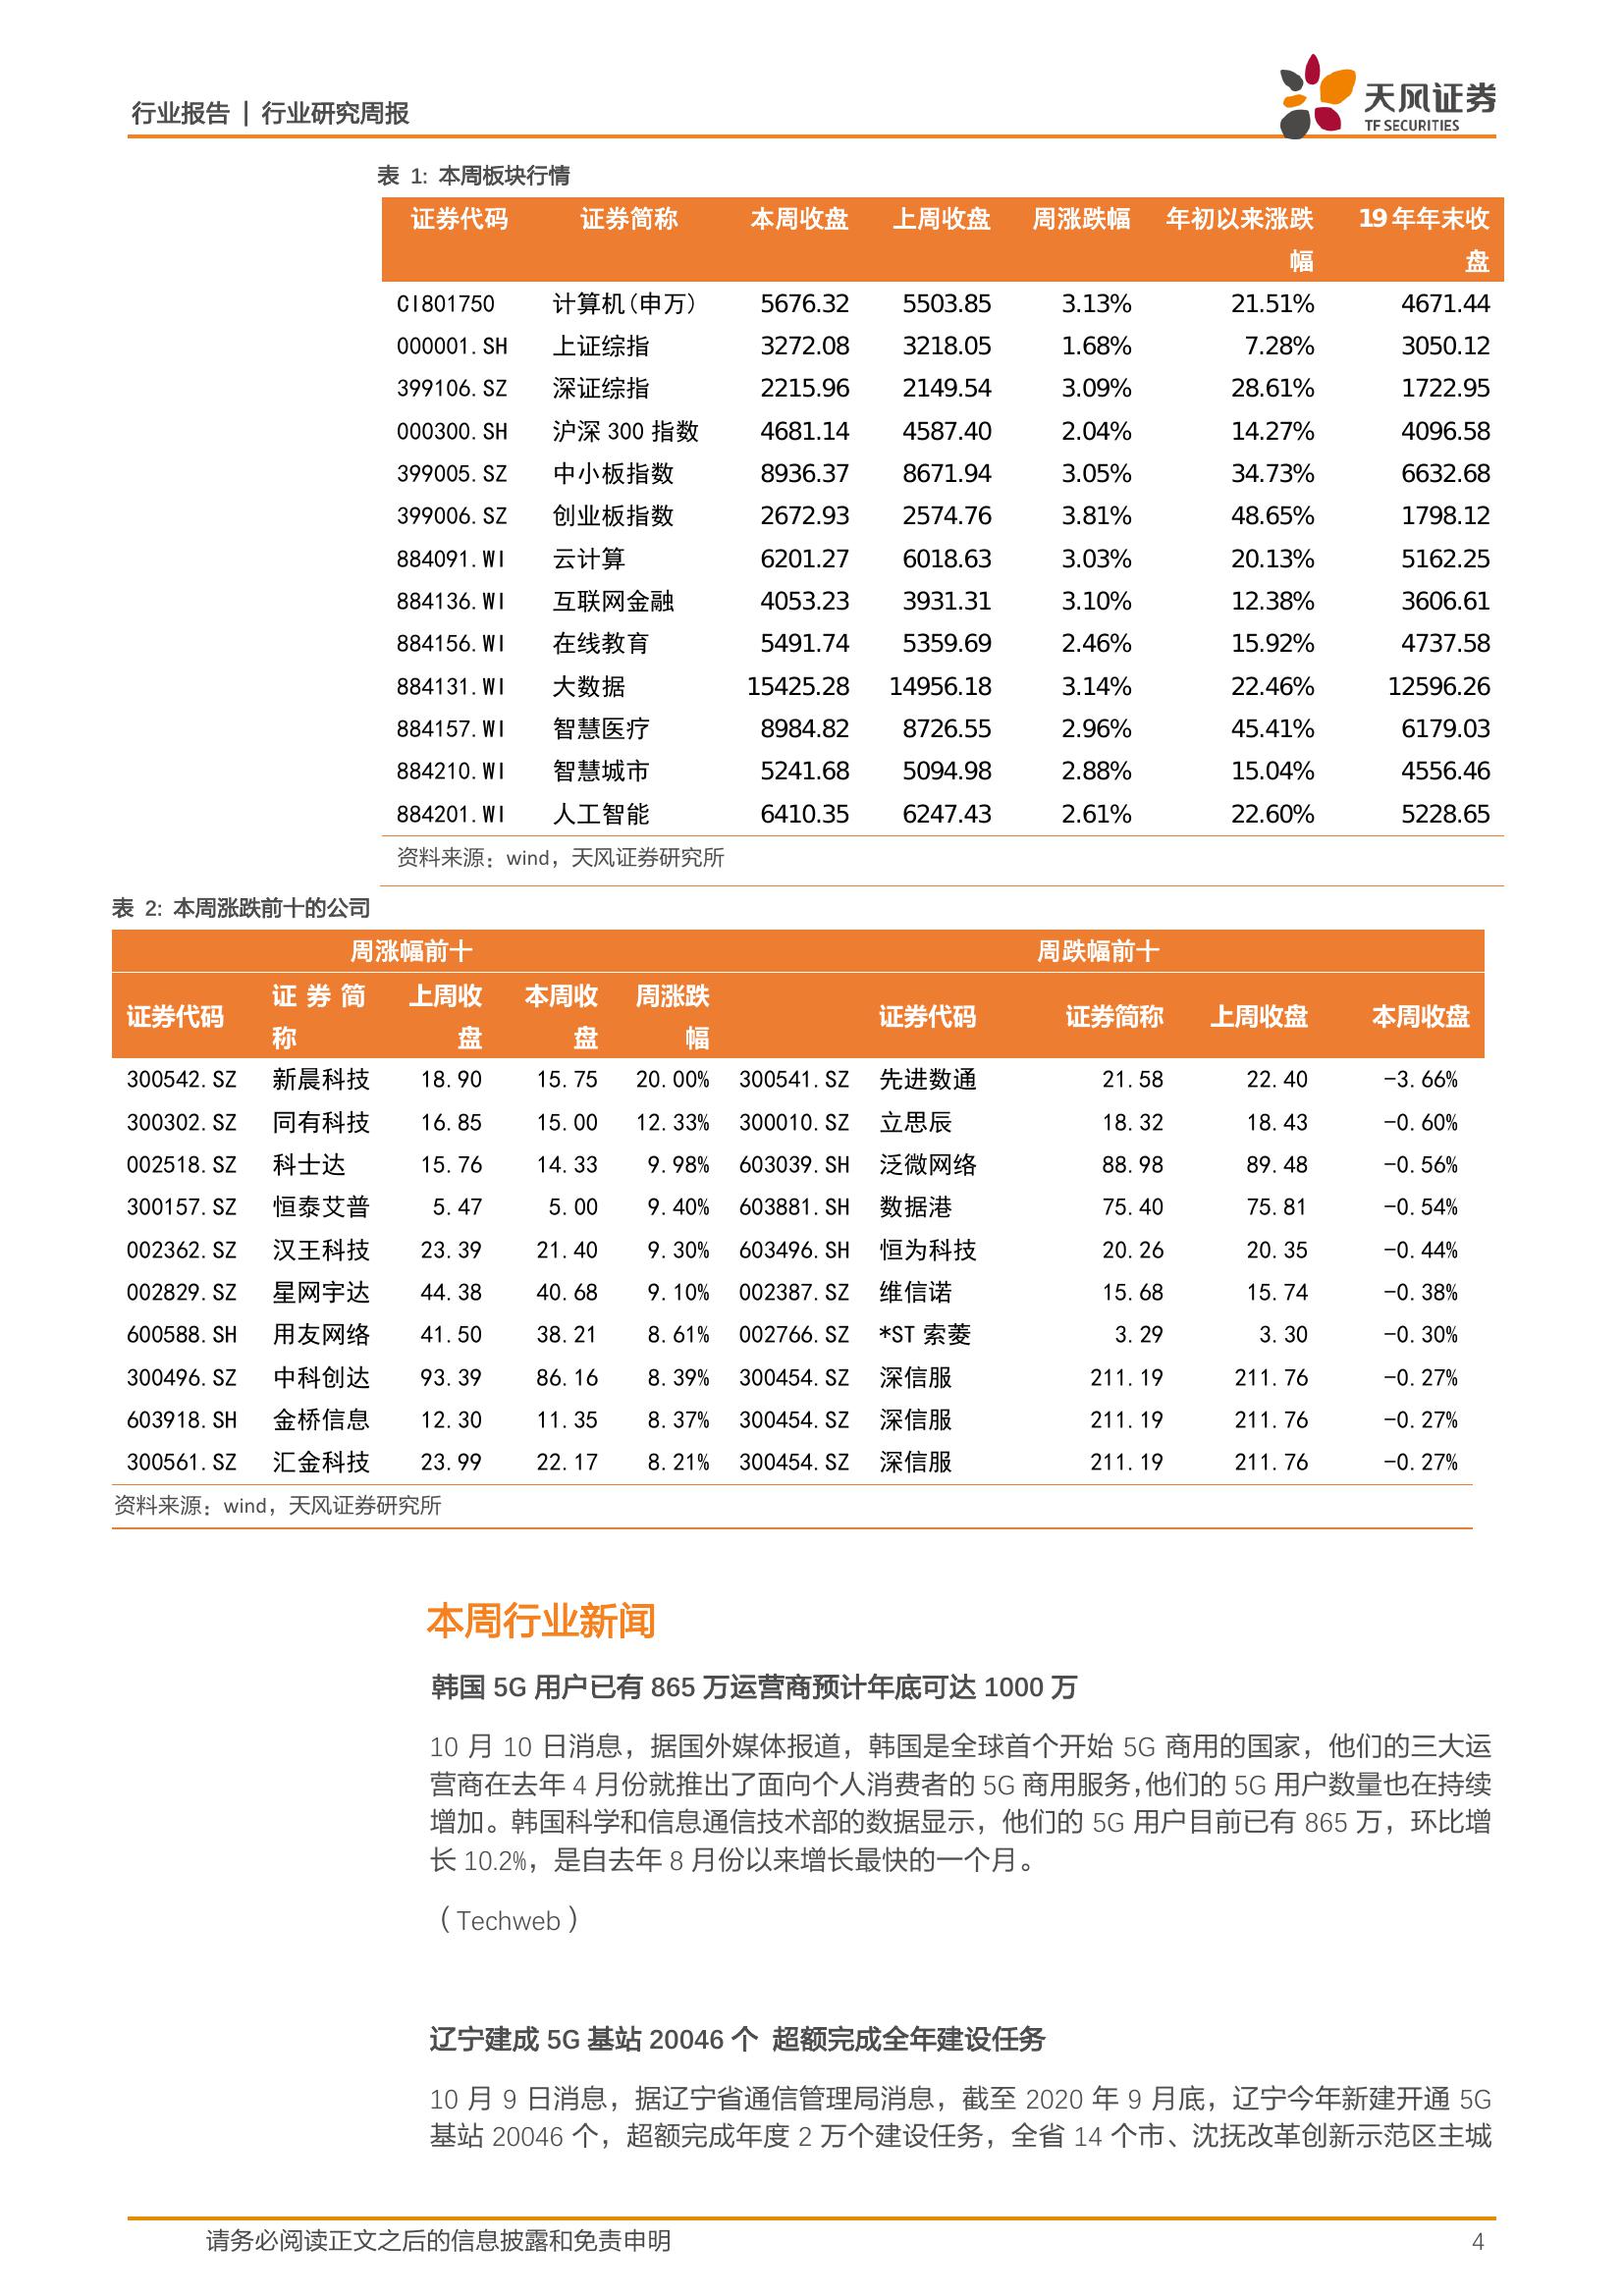 行业报告 | 行业研究周报
天风证券
TF SECURITIES
表 1: 本周板块行情
证券代码 证券简称 本周收盘 上周收盘 周涨跌幅 年初以来涨跌幅 19年年末收盘
CI801750 计算机(申万) 5676.32 5503.85 3.13% 21.51% 4671.44
000001.SH 上证综指 3272.08 3218.05 1.68% 7.28% 3050.12
399106.SZ 深证综指 2215.96 2149.54 3.09% 28.61% 1722.95
000300.SH 沪深 300 指数 4681.14 4587.40 2.04% 14.27% 4096.58
399005.SZ 中小板指数 8936.37 8671.94 3.05% 34.73% 6632.68
399006.SZ 创业板指数 2672.93 2574.76 3.81% 48.65% 1798.12
884091.WI 云计算 6201.27 6018.63 3.03% 20.13% 5162.25
884136.WI 互联网金融 4053.23 3931.31 3.10% 12.38% 3606.61
884156.WI 在线教育 5491.74 5359.69 2.46% 15.92% 4737.58
884131.WI 大数据 15425.28 14956.18 3.14% 22.46% 12596.26
884157.WI 智慧医疗 8984.82 8726.55 2.96% 45.41% 6179.03
884210.WI 智慧城市 5241.68 5094.98 2.88% 15.04% 4556.46
884201.WI 人工智能 6410.35 6247.43 2.61% 22.60% 5228.65
资料来源：wind，天风证券研究所
表 2: 本周涨跌前十的公司
周涨幅前十 周跌幅前十
证券代码 证券简称 上周收盘 本周收盘 周涨跌幅 证券代码 证券简称 上周收盘 本周收盘
300542.SZ 新晨科技 18.90 15.75 20.00% 300541.SZ 先进数通 21.58 22.40 -3.66%
300302.SZ 同有科技 16.85 15.00 12.33% 300010.SZ 立思辰 18.32 18.43 -0.60%
002518.SZ 科士达 15.76 14.33 9.98% 603039.SH 泛微网络 88.98 89.48 -0.56%
300157.SZ 恒泰艾普 5.47 5.00 9.40% 603881.SH 数据港 75.40 75.81 -0.54%
002362.SZ 汉王科技 23.39 21.40 9.30% 603496.SH 恒为科技 20.26 20.35 -0.44%
002829.SZ 星网宇达 44.38 40.68 9.10% 002387.SZ 维信诺 15.68 15.74 -0.38%
600588.SH 用友网络 41.50 38.21 8.61% 002766.SZ *ST 索菱 3.29 3.30 -0.30%
300496.SZ 中科创达 93.39 86.16 8.39% 300454.SZ 深信服 211.19 211.76 -0.27%
603918.SH 金桥信息 12.30 11.35 8.37% 300454.SZ 深信服 211.19 211.76 -0.27%
300561.SZ 汇金科技 23.99 22.17 8.21% 300454.SZ 深信服 211.19 211.76 -0.27%
资料来源：wind，天风证券研究所
本周行业新闻
韩国 5G 用户已有 865 万运营商预计年底可达 1000 万
10 月 10 日消息，据国外媒体报道，韩国是全球首个开始 5G 商用的国家，他们的三大运
营商在去年 4 月份就推出了面向个人消费者的 5G 商用服务，他们的 5G 用户数量也在持续
增加。韩国科学和信息通信技术部的数据显示，他们的 5G 用户目前已有 865 万，环比增
长 10.2%，是自去年 8 月份以来增长最快的一个月。
（Techweb）
辽宁建成 5G 基站 20046 个 超额完成全年建设任务
10 月 9 日消息，据辽宁省通信管理局消息，截至 2020 年 9 月底，辽宁今年新建开通 5G
基站 20046 个，超额完成年度 2 万个建设任务，全省 14 个市、沈抚改革创新示范区主城
请务必阅读正文之后的信息披露和免责申明 4